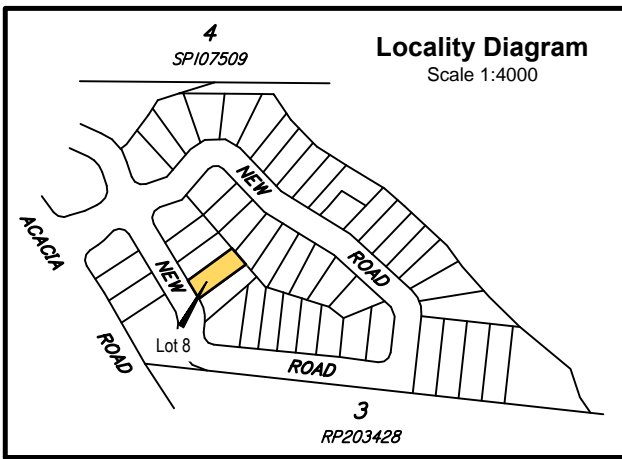 4
SP107509
Locality Diagram
Scale 1:4000
NEW
ROAD
ACACIA
ROAD
NEW
ROAD
Lot 8
3
RP203428